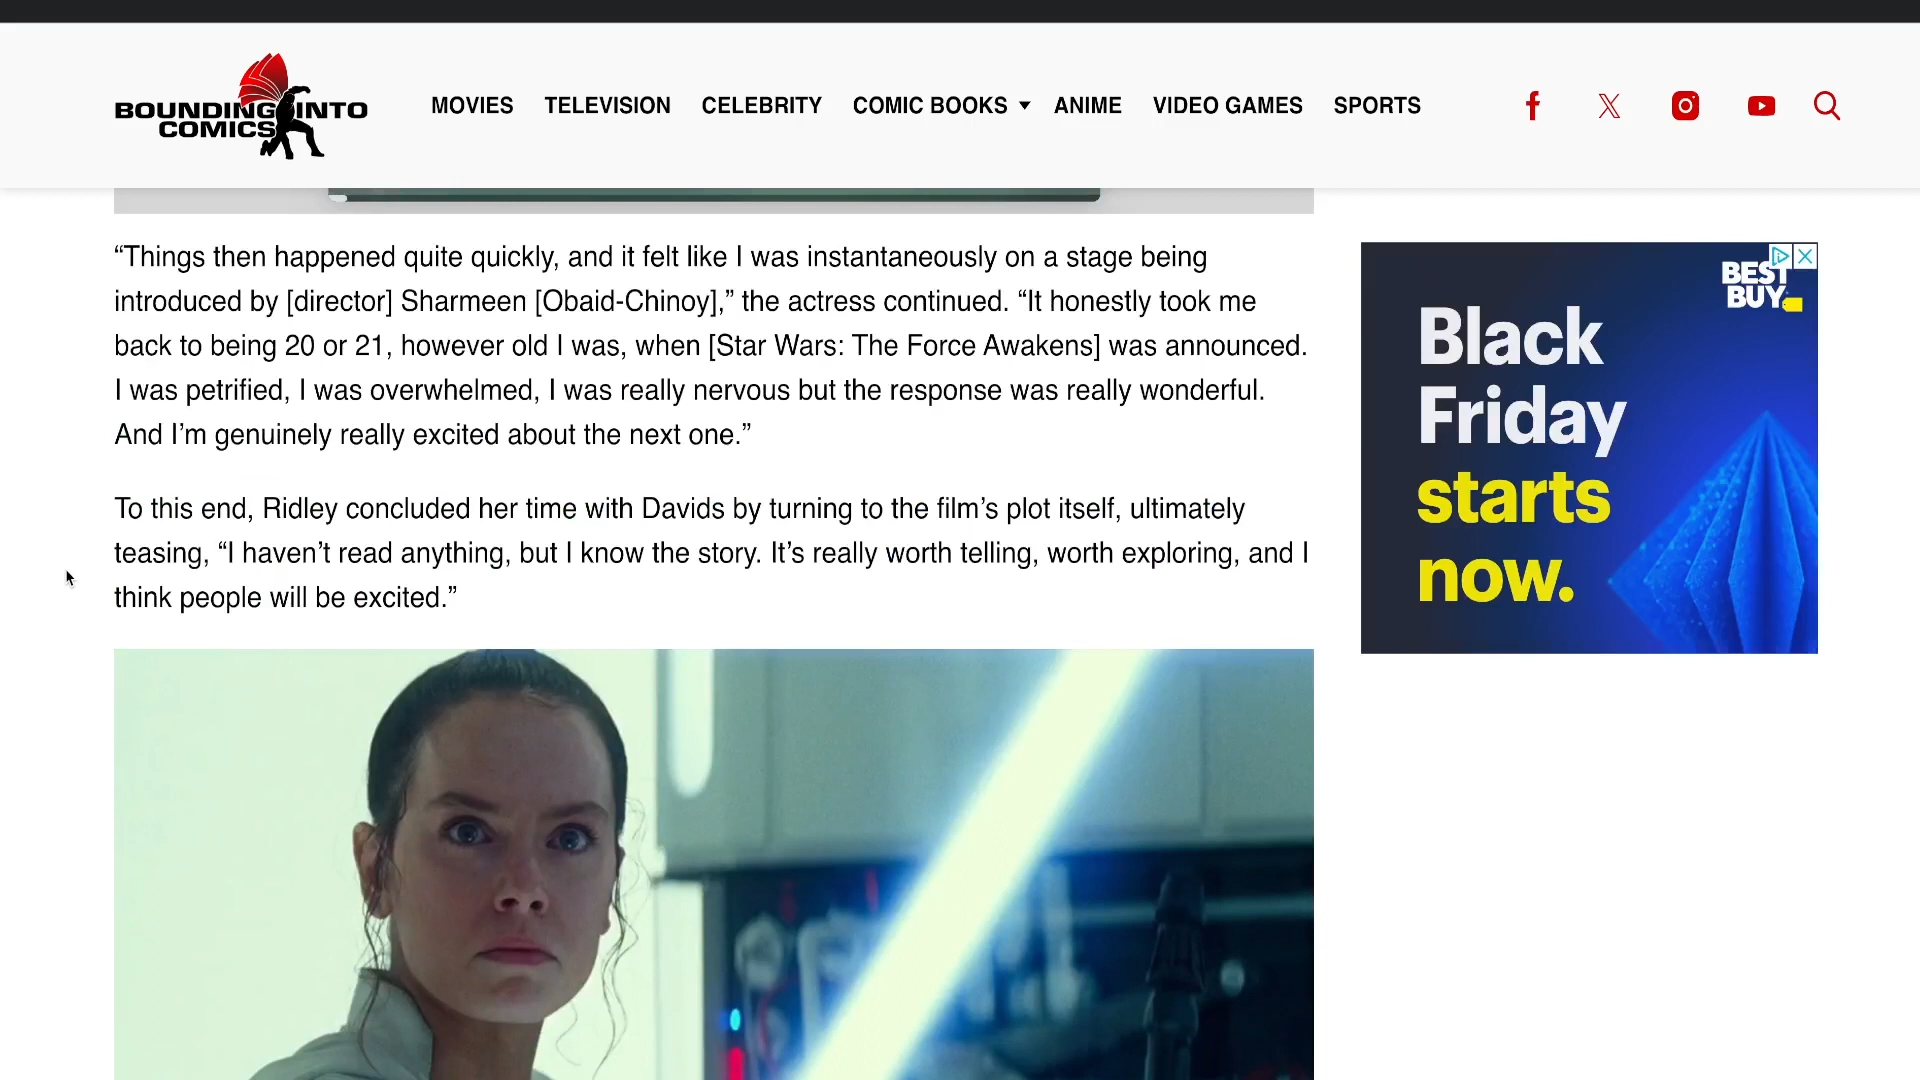 BOUNDING INTO
COMICS
MOVIES TELEVISION CELEBRITY COMIC BOOKS ANIME VIDEO GAMES SPORTS
“Things then happened quite quickly, and it felt like I was instantaneously on a stage being
introduced by [director] Sharmeen [Obaid-Chinoy],” the actress continued. “It honestly took me
back to being 20 or 21, however old I was, when [Star Wars: The Force Awakens] was announced.
I was petrified, I was overwhelmed, I was really nervous but the response was really wonderful.
And I’m genuinely really excited about the next one.”
To this end, Ridley concluded her time with Davids by turning to the film’s plot itself, ultimately
teasing, “I haven’t read anything, but I know the story. It’s really worth telling, worth exploring, and I
think people will be excited.”
BEST
BUY
Black
Friday
starts
now.